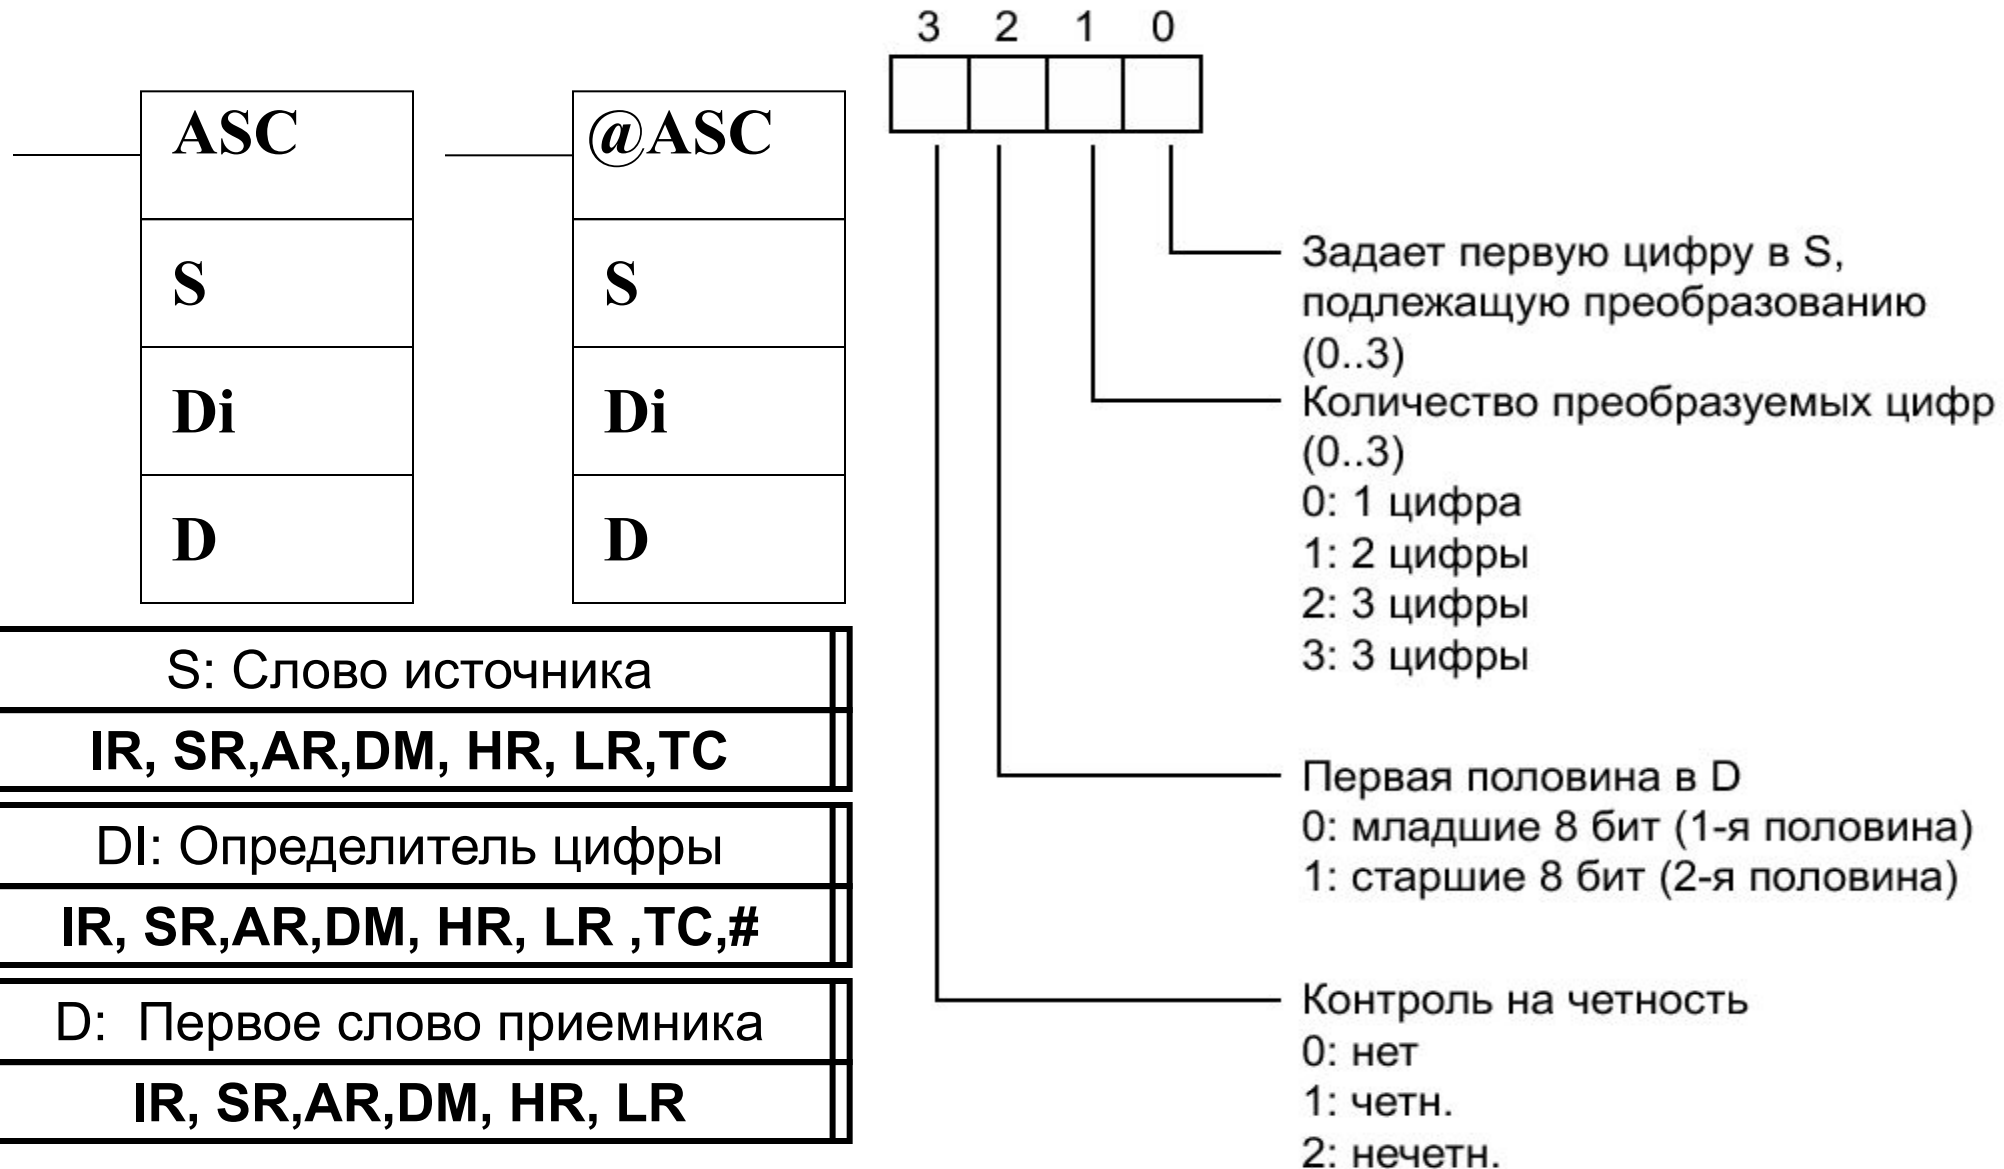 ASC
S
Di
D
@ASC
S
Di
D
S: Слово источника
IR, SR,AR,DM, HR, LR,TC
DI: Определитель цифры
IR, SR,AR,DM, HR, LR ,TC,#
D: Первое слово приемника
IR, SR,AR,DM, HR, LR
3 2 1 0
Задает первую цифру в S,
подлежащую преобразованию
(0..3)
Количество преобразуемых цифр
(0..3)
0: 1 цифра
1: 2 цифры
2: 3 цифры
3: 3 цифры
Первая половина в D
0: младшие 8 бит (1-я половина)
1: старшие 8 бит (2-я половина)
Контроль на четность
0: нет
1: четн.
2: нечетн.